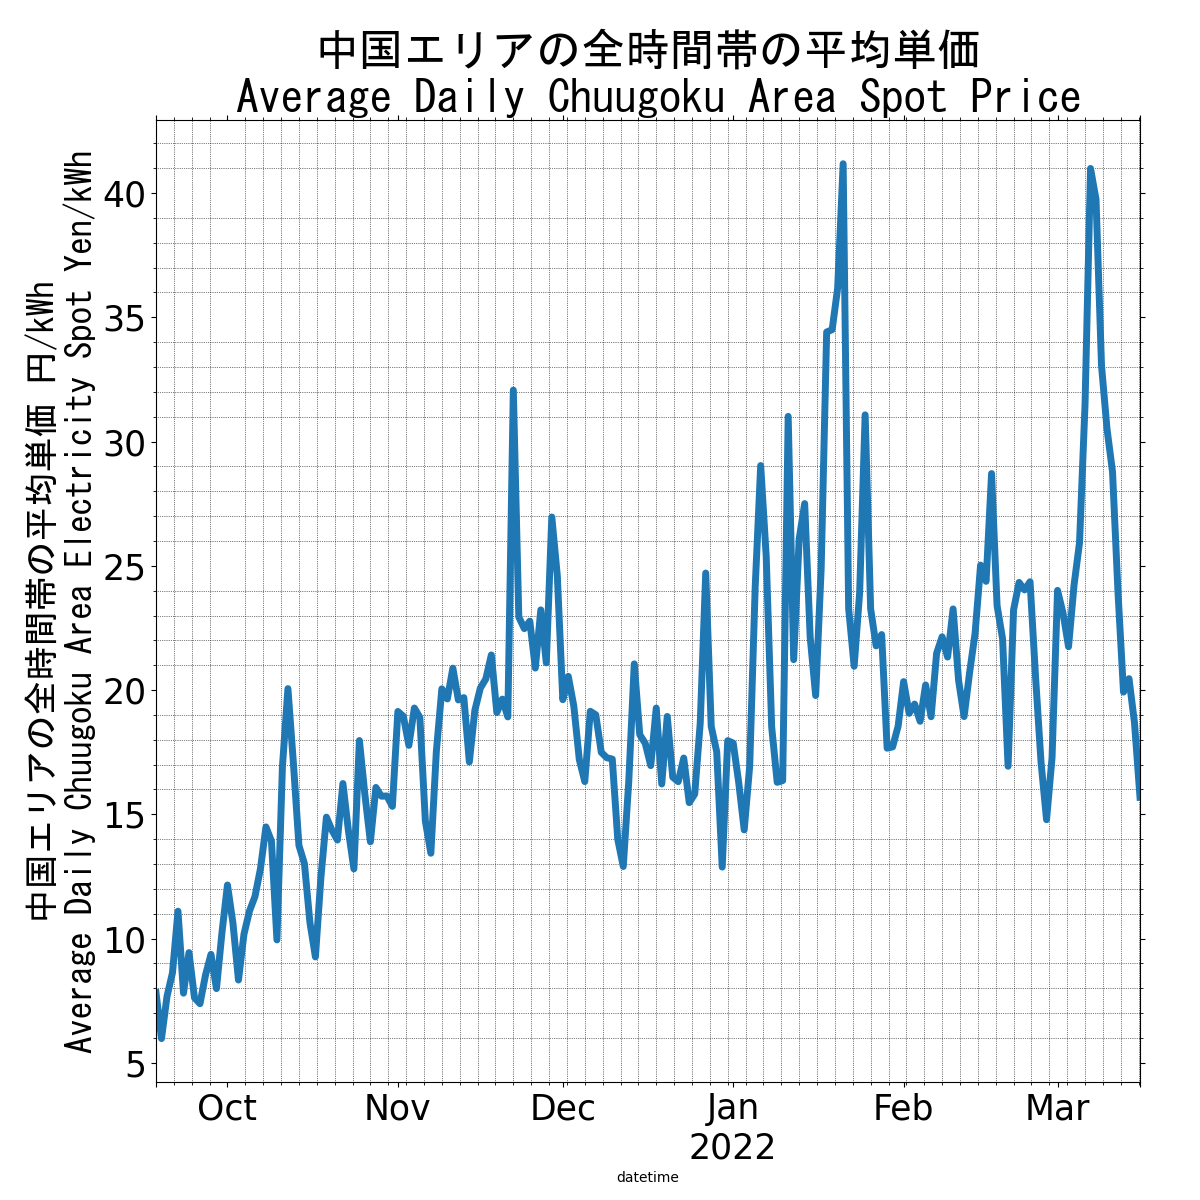 中国エリアの全時間帯の平均単価
Average Daily Chuugoku Area Spot Price
中国エリアの全時間帯の平均単価 円/kWh
Average Daily Chuugoku Area Electricity Spot Yen/kWh
40
35
30
25
20
15
10
5
Oct
Nov
Dec
Jan
2022
Feb
Mar
datetime